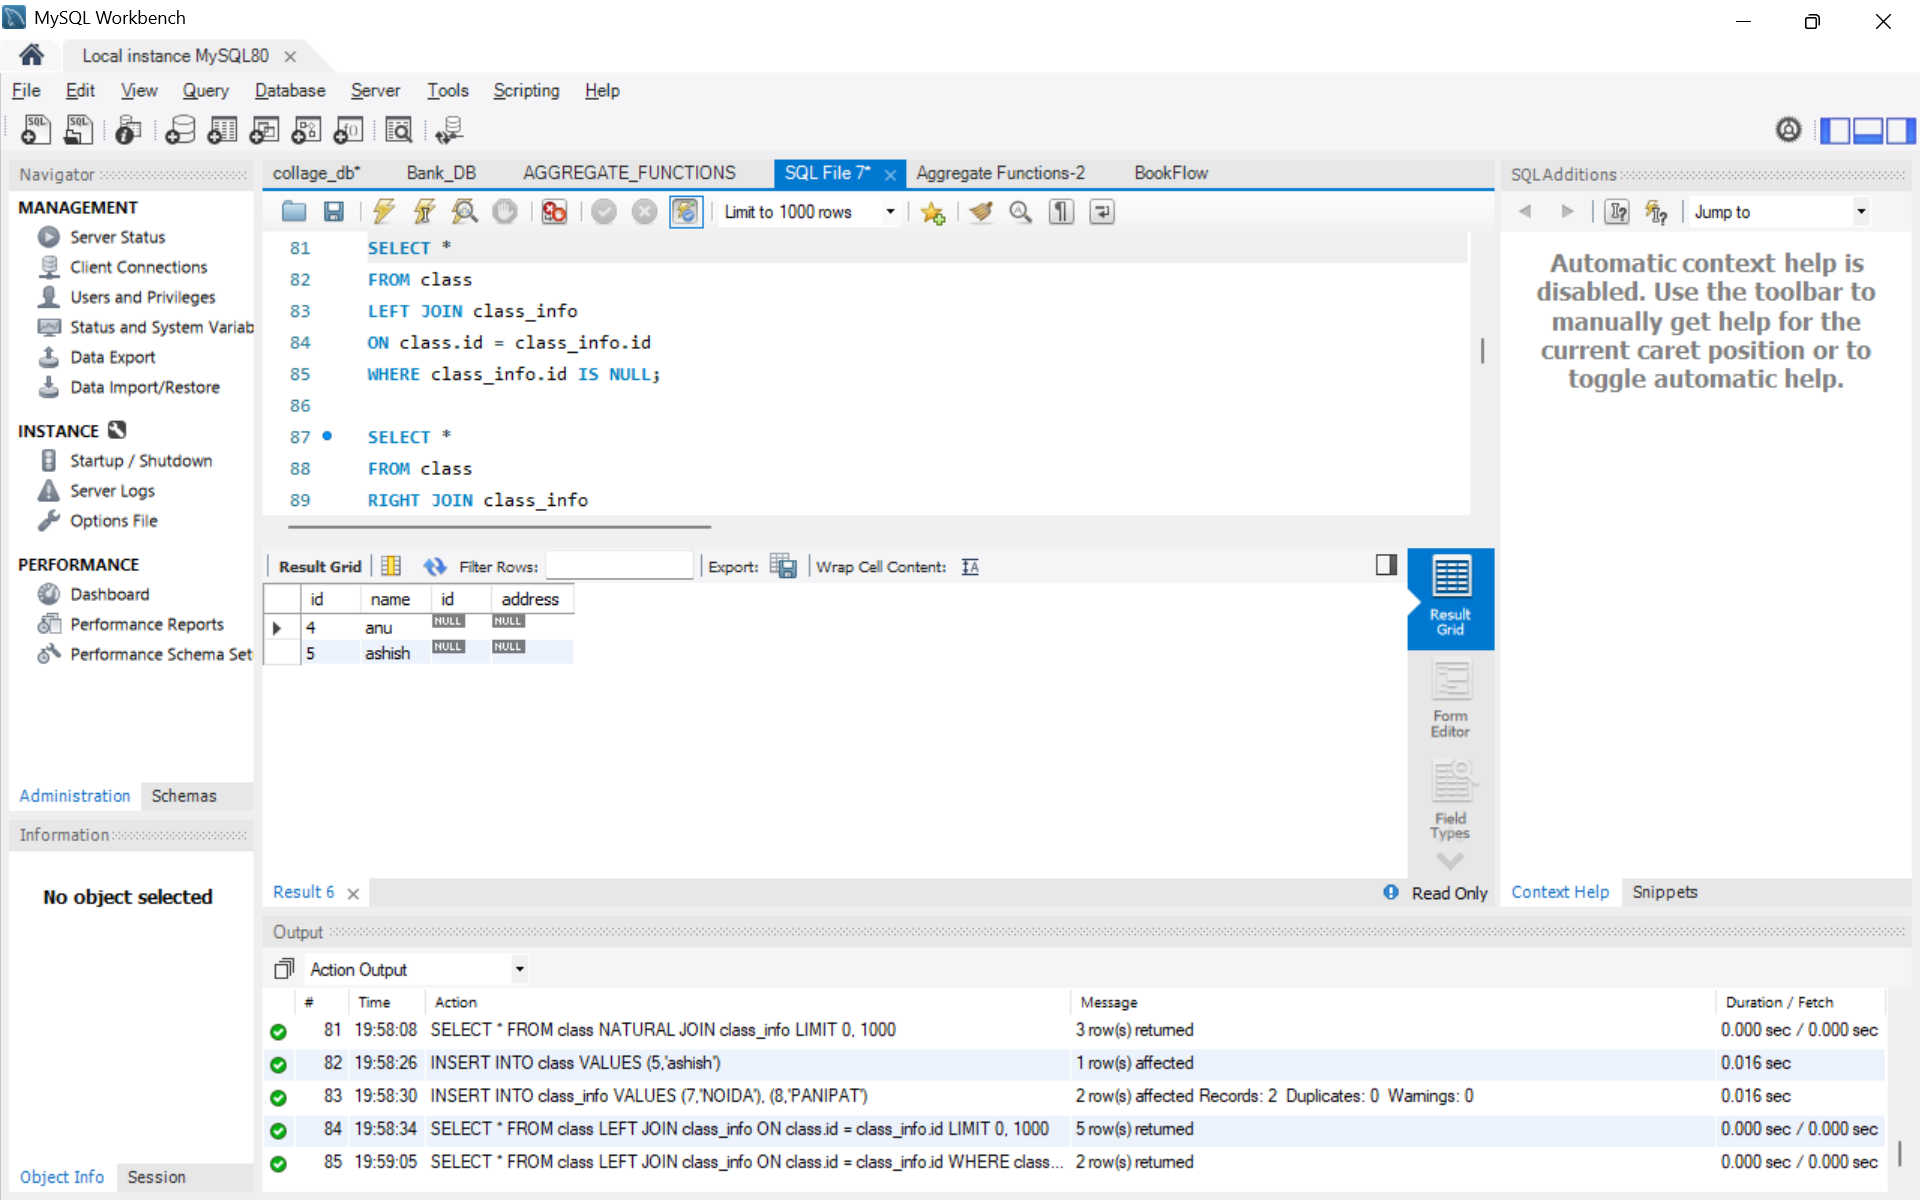 MySQL Workbench
Local instance MySQL80
File Edit View Query Database Server Tools Scripting Help
Navigator
MANAGEMENT
Server Status
Client Connections
Users and Privileges
Status and System Variab
Data Export
Data Import/Restore
INSTANCE
Startup / Shutdown
Server Logs
Options File
PERFORMANCE
Dashboard
Performance Reports
Performance Schema Set
Administration Schemas
Information
No object selected
Object Info Session
collage_db* Bank_DB AGGREGATE_FUNCTIONS SQL File 7* Aggregate Functions-2 BookFlow
Limit to 1000 rows
81 SELECT *
82 FROM class
83 LEFT JOIN class_info
84 ON class.id = class_info.id
85 WHERE class_info.id IS NULL;
86
87 SELECT *
88 FROM class
89 RIGHT JOIN class_info
Result Grid Filter Rows: Export: Wrap Cell Content:
id name id address
4 anu NULL NULL
5 ashish NULL NULL
Result Grid
Form Editor
Field Types
Result 6 Read Only
SQLAdditions
Jump to
Automatic context help is
disabled. Use the toolbar to
manually get help for the
current caret position or to
toggle automatic help.
Context Help Snippets
Output
Action Output
# Time Action Message Duration / Fetch
81 19:58:08 SELECT * FROM class NATURAL JOIN class_info LIMIT 0, 1000 3 row(s) returned 0.000 sec / 0.000 sec
82 19:58:26 INSERT INTO class VALUES (5,'ashish') 1 row(s) affected 0.016 sec
83 19:58:30 INSERT INTO class_info VALUES (7,'NOIDA'), (8,'PANIPAT') 2 row(s) affected Records: 2 Duplicates: 0 Warnings: 0 0.016 sec
84 19:58:34 SELECT * FROM class LEFT JOIN class_info ON class.id = class_info.id LIMIT 0, 1000 5 row(s) returned 0.000 sec / 0.000 sec
85 19:59:05 SELECT * FROM class LEFT JOIN class_info ON class.id = class_info.id WHERE class... 2 row(s) returned 0.000 sec / 0.000 sec